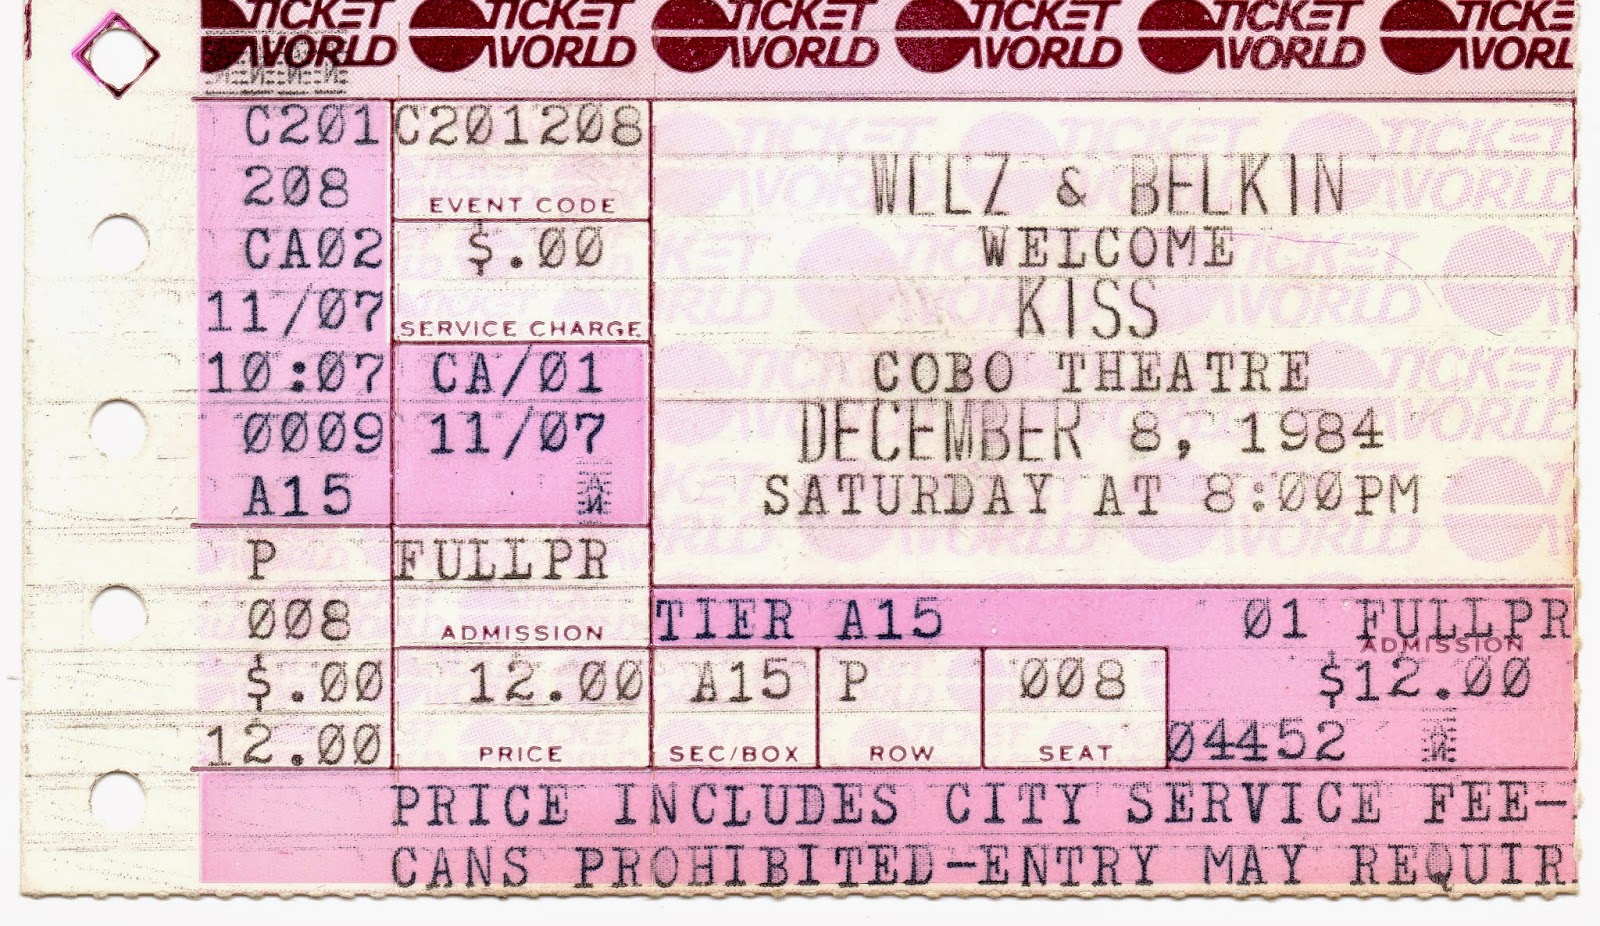 TICKET WORLD TICKET WORLD TICKET WORLD TICKET WORLD TICKET WORLD TICKET WORL
C201
208
CA02
11/07
10:07
0009
A15
P
008
$.00
12.00
C201208
EVENT CODE
$.00
SERVICE CHARGE
CA/01
11/07
FULLPR
ADMISSION
12.00
PRICE
WLLZ & BELKIN
WELCOME
KISS
COBO THEATRE
DECEMBER 8, 1984
SATURDAY AT 8:00PM
TIER A15 01 FULLPR
ADMISSION
A15 P 008 $12.00
SEC/BOX ROW SEAT
04452
PRICE INCLUDES CITY SERVICE FEE-
CANS PROHIBITED-ENTRY MAY REQUIR